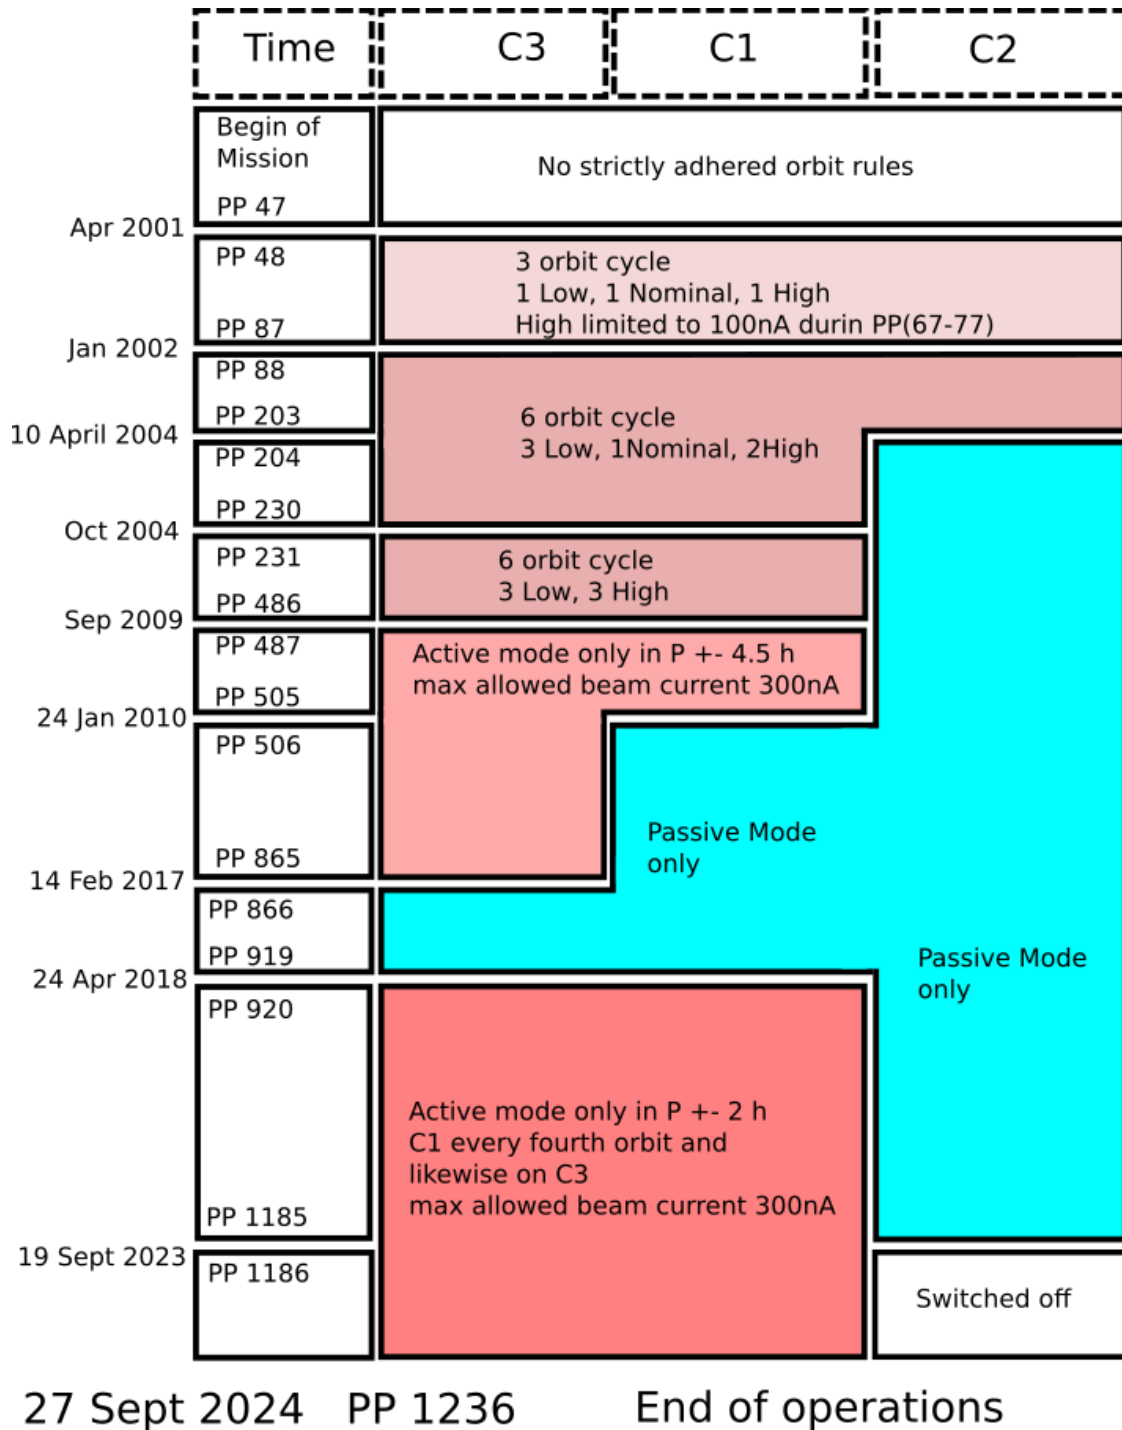 Time C3 C1 C2
Begin of
Mission
PP 47
No strictly adhered orbit rules
Apr 2001
PP 48
PP 87
3 orbit cycle
1 Low, 1 Nominal, 1 High
High limited to 100nA durin PP(67-77)
Jan 2002
PP 88
PP 203
6 orbit cycle
3 Low, 1Nominal, 2High
10 April 2004
PP 204
PP 230
Oct 2004
PP 231
PP 486
6 orbit cycle
3 Low, 3 High
Sep 2009
PP 487
PP 505
Active mode only in P +- 4.5 h
max allowed beam current 300nA
24 Jan 2010
PP 506
PP 865
Passive Mode
only
14 Feb 2017
PP 866
PP 919
Passive Mode
only
24 Apr 2018
PP 920
PP 1185
Active mode only in P +- 2 h
C1 every fourth orbit and
likewise on C3
max allowed beam current 300nA
19 Sept 2023
PP 1186
Switched off
27 Sept 2024 PP 1236 End of operations